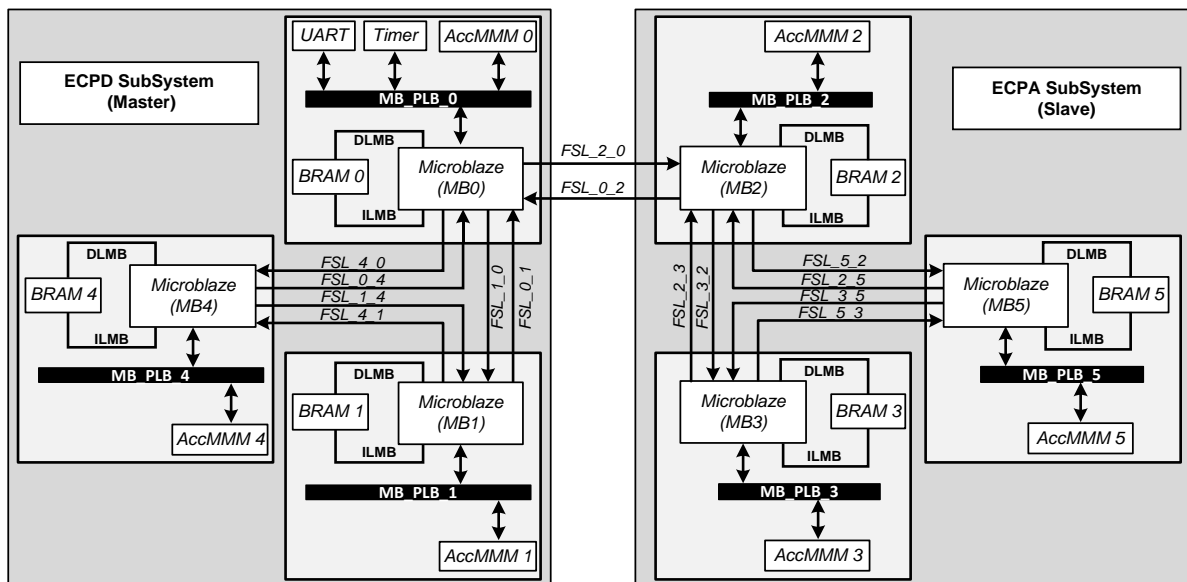 ECPD SubSystem
(Master)
UART
Timer
AccMMM 0
MB_PLB_0
DLMB
BRAM 0
Microblaze
(MB0)
ILMB
FSL_2_0
FSL_0_2
AccMMM 2
MB_PLB_2
DLMB
Microblaze
(MB2)
BRAM 2
ILMB
ECPA SubSystem
(Slave)
DLMB
BRAM 4
Microblaze
(MB4)
ILMB
MB_PLB_4
AccMMM 4
FSL_4_0
FSL_0_4
FSL_1_4
FSL_4_1
FSL_1_0
FSL_0_1
DLMB
BRAM 1
Microblaze
(MB1)
ILMB
MB_PLB_1
AccMMM 1
FSL_2_3
FSL_3_2
FSL_5_2
FSL_2_5
FSL_3_5
FSL_5_3
DLMB
Microblaze
(MB3)
BRAM 3
ILMB
MB_PLB_3
AccMMM 3
DLMB
Microblaze
(MB5)
BRAM 5
ILMB
MB_PLB_5
AccMMM 5